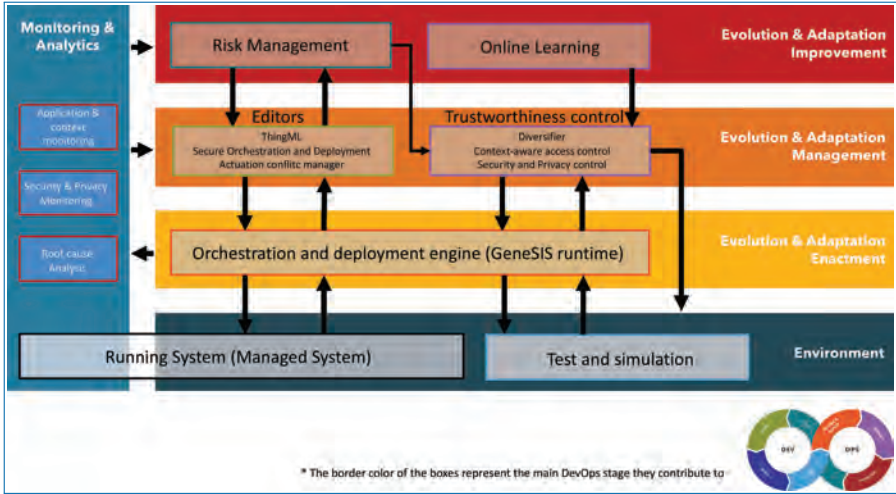 Monitoring &
Analytics
Risk Management
Online Learning
Evolution & Adaptation
Improvement
Editors
Trustworthiness control
Application &
context
monitoring
ThingML
Secure Orchestration and Deployment
Actuation conflitc manager
Diversifier
Context-aware access control
Security and Privacy control
Evolution & Adaptation
Management
Security & Privacy
Monitoring
Root cause
Analysis
Orchestration and deployment engine (GeneSIS runtime)
Evolution & Adaptation
Enactment
Running System (Managed System)
Test and simulation
Environment
DEV
OPS
* The border color of the boxes represent the main DevOps stage they contribute to